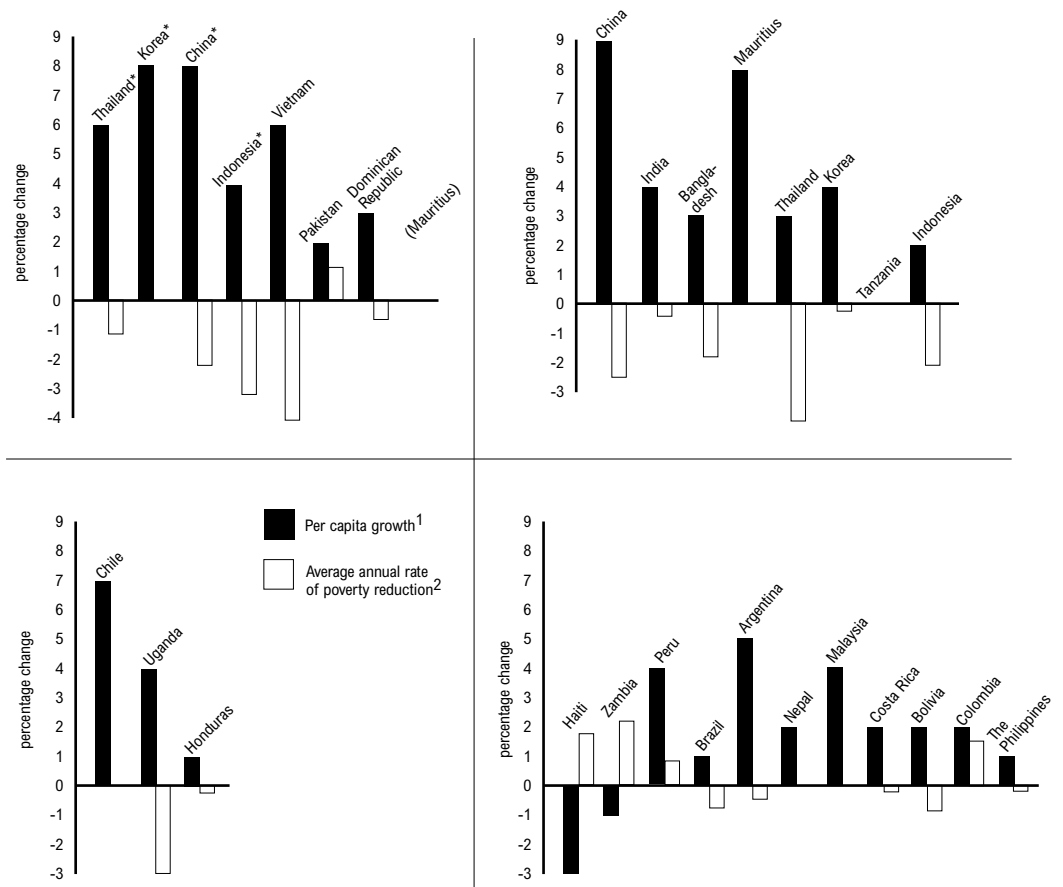 percentage change
9
8
7
6
5
4
3
2
1
0
-1
-2
-3
-4
Thailand*
Korea*
China*
Indonesia*
Vietnam
Pakistan
Dominican
Republic
(Mauritius)
percentage change
9
8
7
6
5
4
3
2
1
0
-1
-2
-3
China
India
Bangla-
desh
Mauritius
Thailand
Korea
Tanzania
Indonesia
percentage change
9
8
7
6
5
4
3
2
1
0
-1
-2
-3
Chile
Uganda
Honduras
Per capita growth1
Average annual rate
of poverty reduction2
percentage change
9
8
7
6
5
4
3
2
1
0
-1
-2
-3
Haiti
Zambia
Peru
Brazil
Argentina
Nepal
Malaysia
Costa Rica
Bolivia
Colombia
The
Philippines